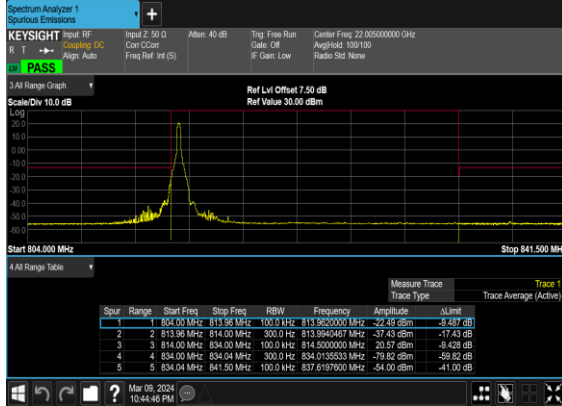 Spectrum Analyzer 1
Spurious Emissions
+
KEYSIGHT Input: RF Input Z: 50 Ω Atten: 40 dB Trig: Free Run Center Freq: 22.005000000 GHz
R T Coupling: DC Corr CCorr Gate: Off Avg|Hold: 100/100
Align: Auto Freq Ref: Int (S) IF Gain: Low Radio Std: None
PASS
3 All Range Graph
Ref Lvl Offset 7.50 dB
Scale/Div 10.0 dB Ref Value 30.00 dBm
Log
20.0
10.0
0.00
-10.0
-20.0
-30.0
-40.0
-50.0
-60.0
Start 804.000 MHz Stop 841.500 MH
4 All Range Table
Measure Trace Trace 1
Trace Type Trace Average (Active)
Spur Range Start Freq Stop Freq RBW Frequency Amplitude ΔLimit
1 1 804.00 MHz 813.96 MHz 100.0 kHz 813.9620000 MHz -22.49 dBm -9.487 dB
2 2 813.96 MHz 814.00 MHz 300.0 Hz 813.9940467 MHz -37.43 dBm -17.43 dB
3 3 814.00 MHz 834.00 MHz 100.0 kHz 814.5000000 MHz 20.57 dBm -9.428 dB
4 4 834.00 MHz 834.04 MHz 300.0 Hz 834.0135533 MHz -79.82 dBm -59.82 dB
5 5 834.04 MHz 841.50 MHz 100.0 kHz 837.6197600 MHz -54.00 dBm -41.00 dB
?
Mar 09, 2024
10:44:46 PM